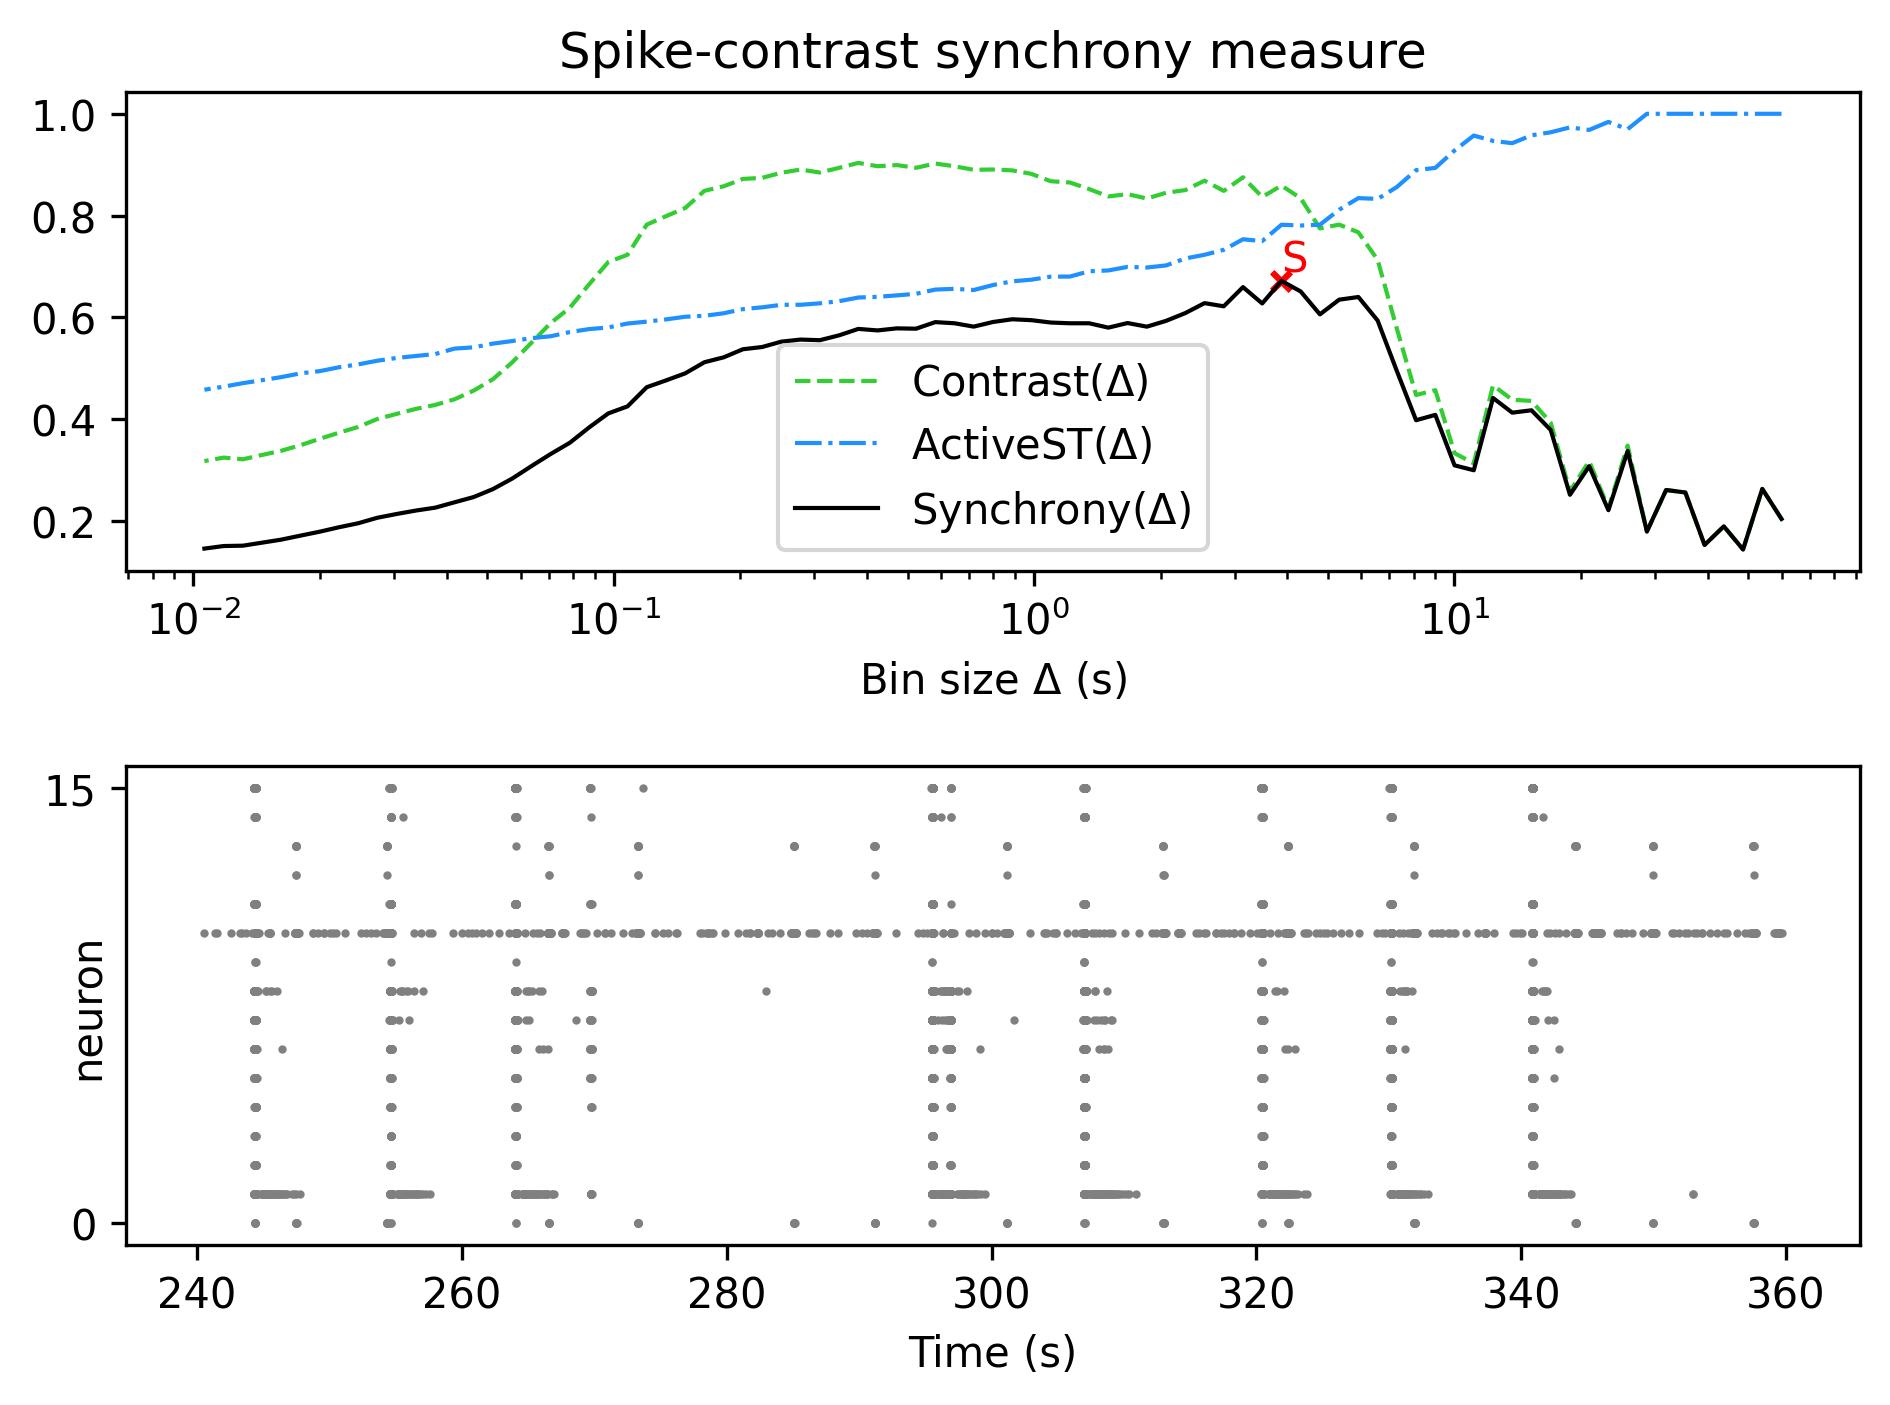 Spike-contrast synchrony measure
1.0
0.8
0.6
0.4
0.2
S
Contrast(Δ)
ActiveST(Δ)
Synchrony(Δ)
10⁻² 10⁻¹ 10⁰ 10¹
Bin size Δ (s)
15
neuron
0
240 260 280 300 320 340 360
Time (s)